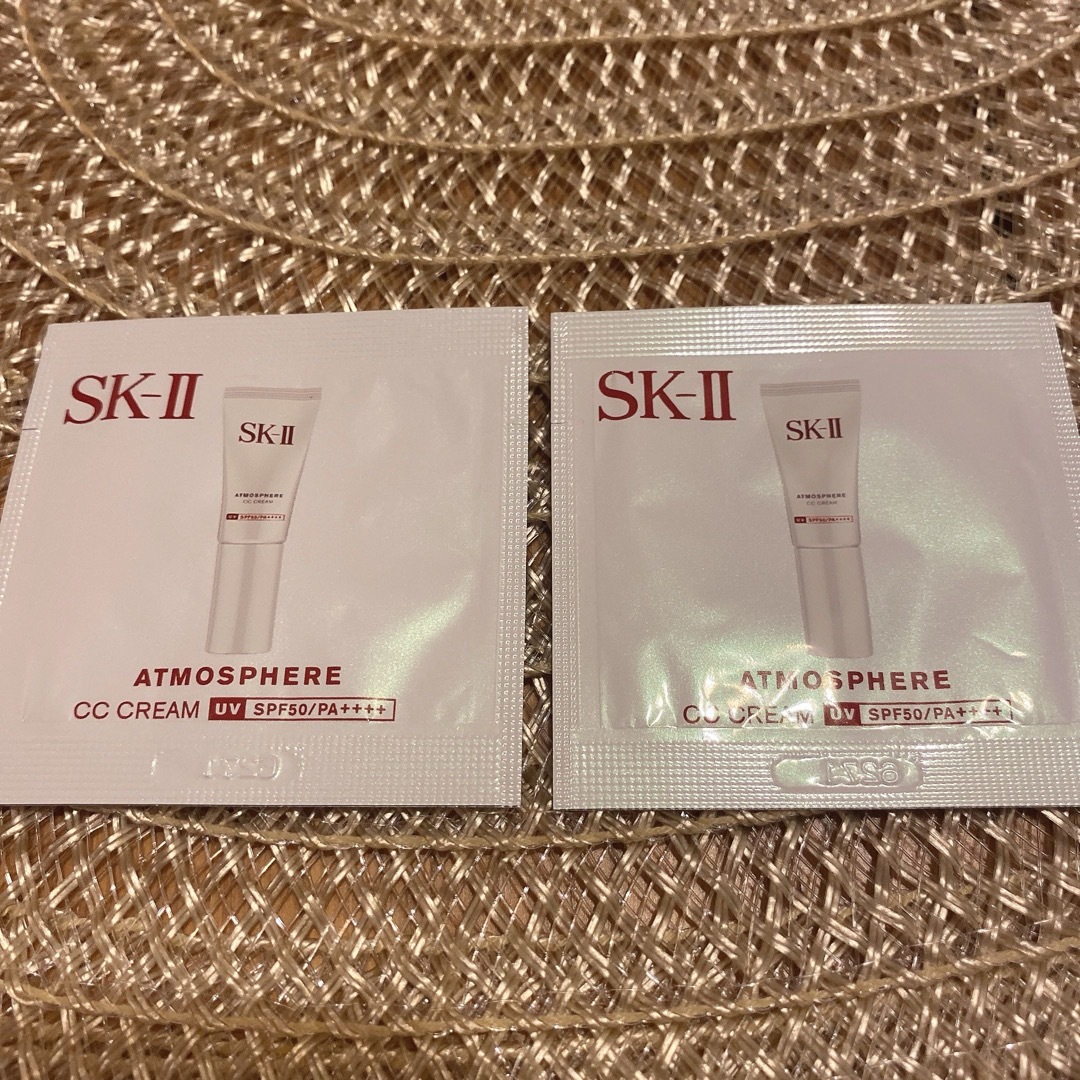 SK-II
SK-II
ATMOSPHERE
CC CREAM
UV SPF50/PA++++
ATMOSPHERE
CC CREAM UV SPF50/PA++++
SK-II
SK-II
ATMOSPHERE
CC CREAM
UV SPF50/PA++++
ATMOSPHERE
CC CREAM UV SPF50/PA++++